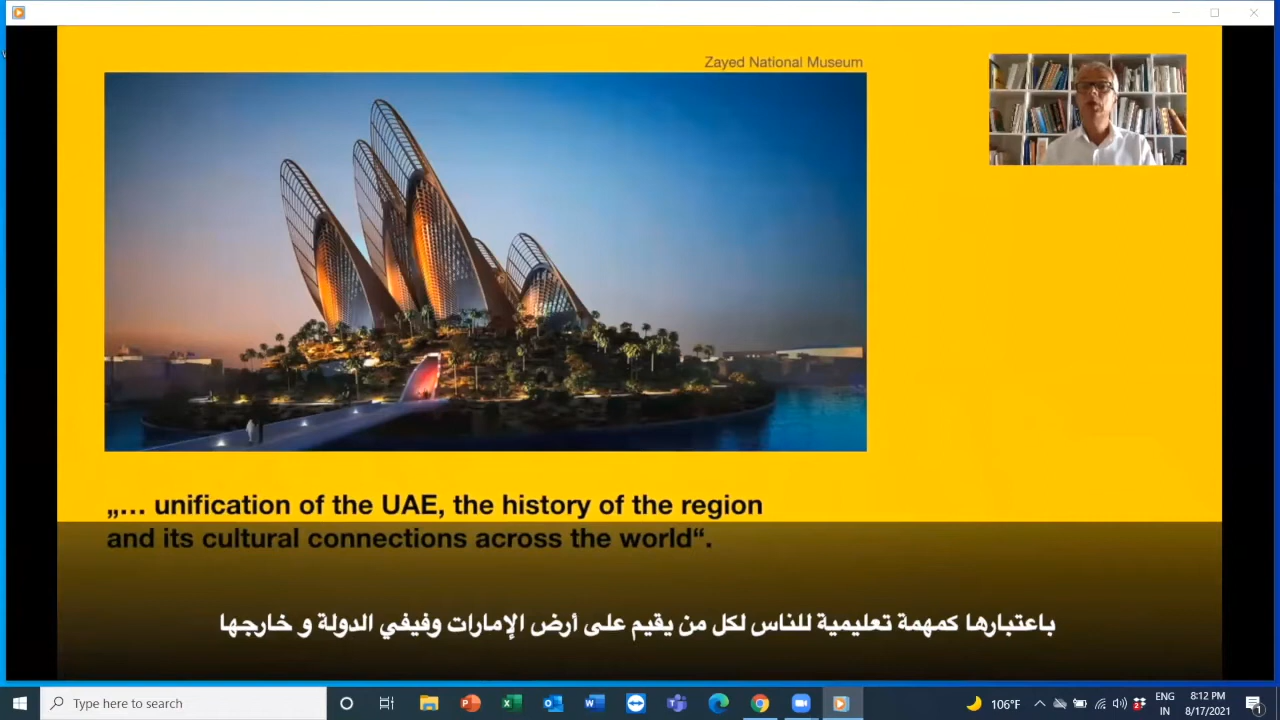 Zayed National Museum
„… unification of the UAE, the history of the region
and its cultural connections across the world“.
باعتبارها كمهمة تعليمية للناس لكل من يقيم على أرض الإمارات وفيفي الدولة و خارجها
Type here to search
106°F
ENG
IN
8:12 PM
8/17/2021
1